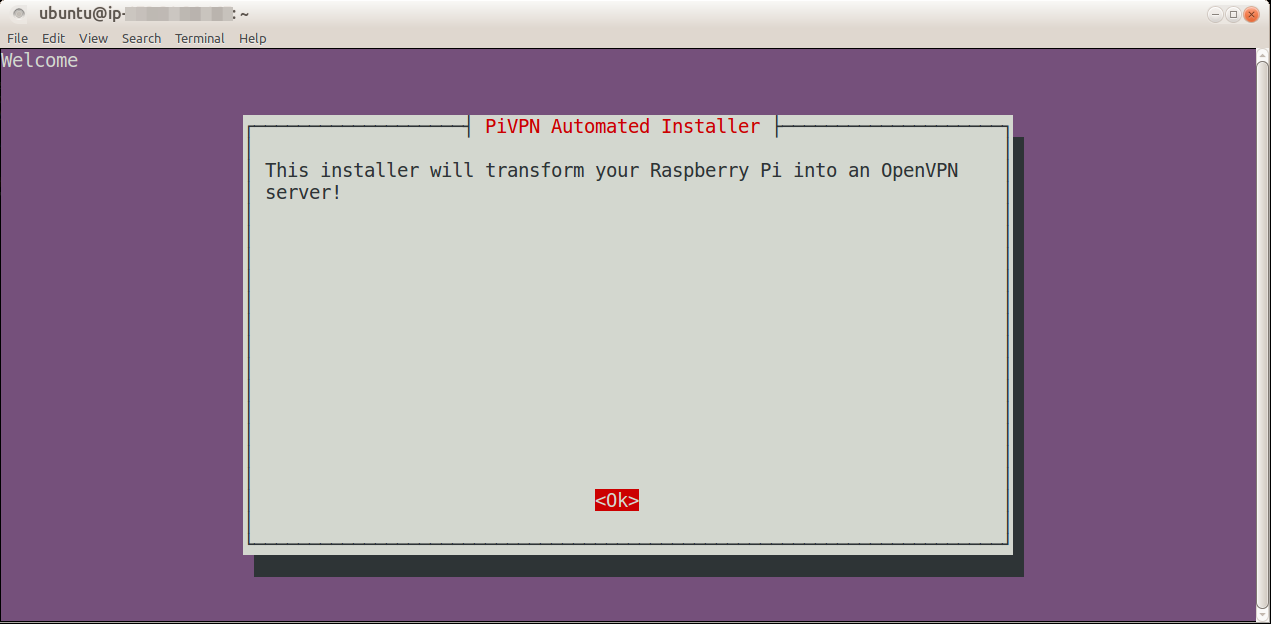 ubuntu@ip-: ~
File Edit View Search Terminal Help
Welcome
PiVPN Automated Installer
This installer will transform your Raspberry Pi into an OpenVPN
server!
<Ok>